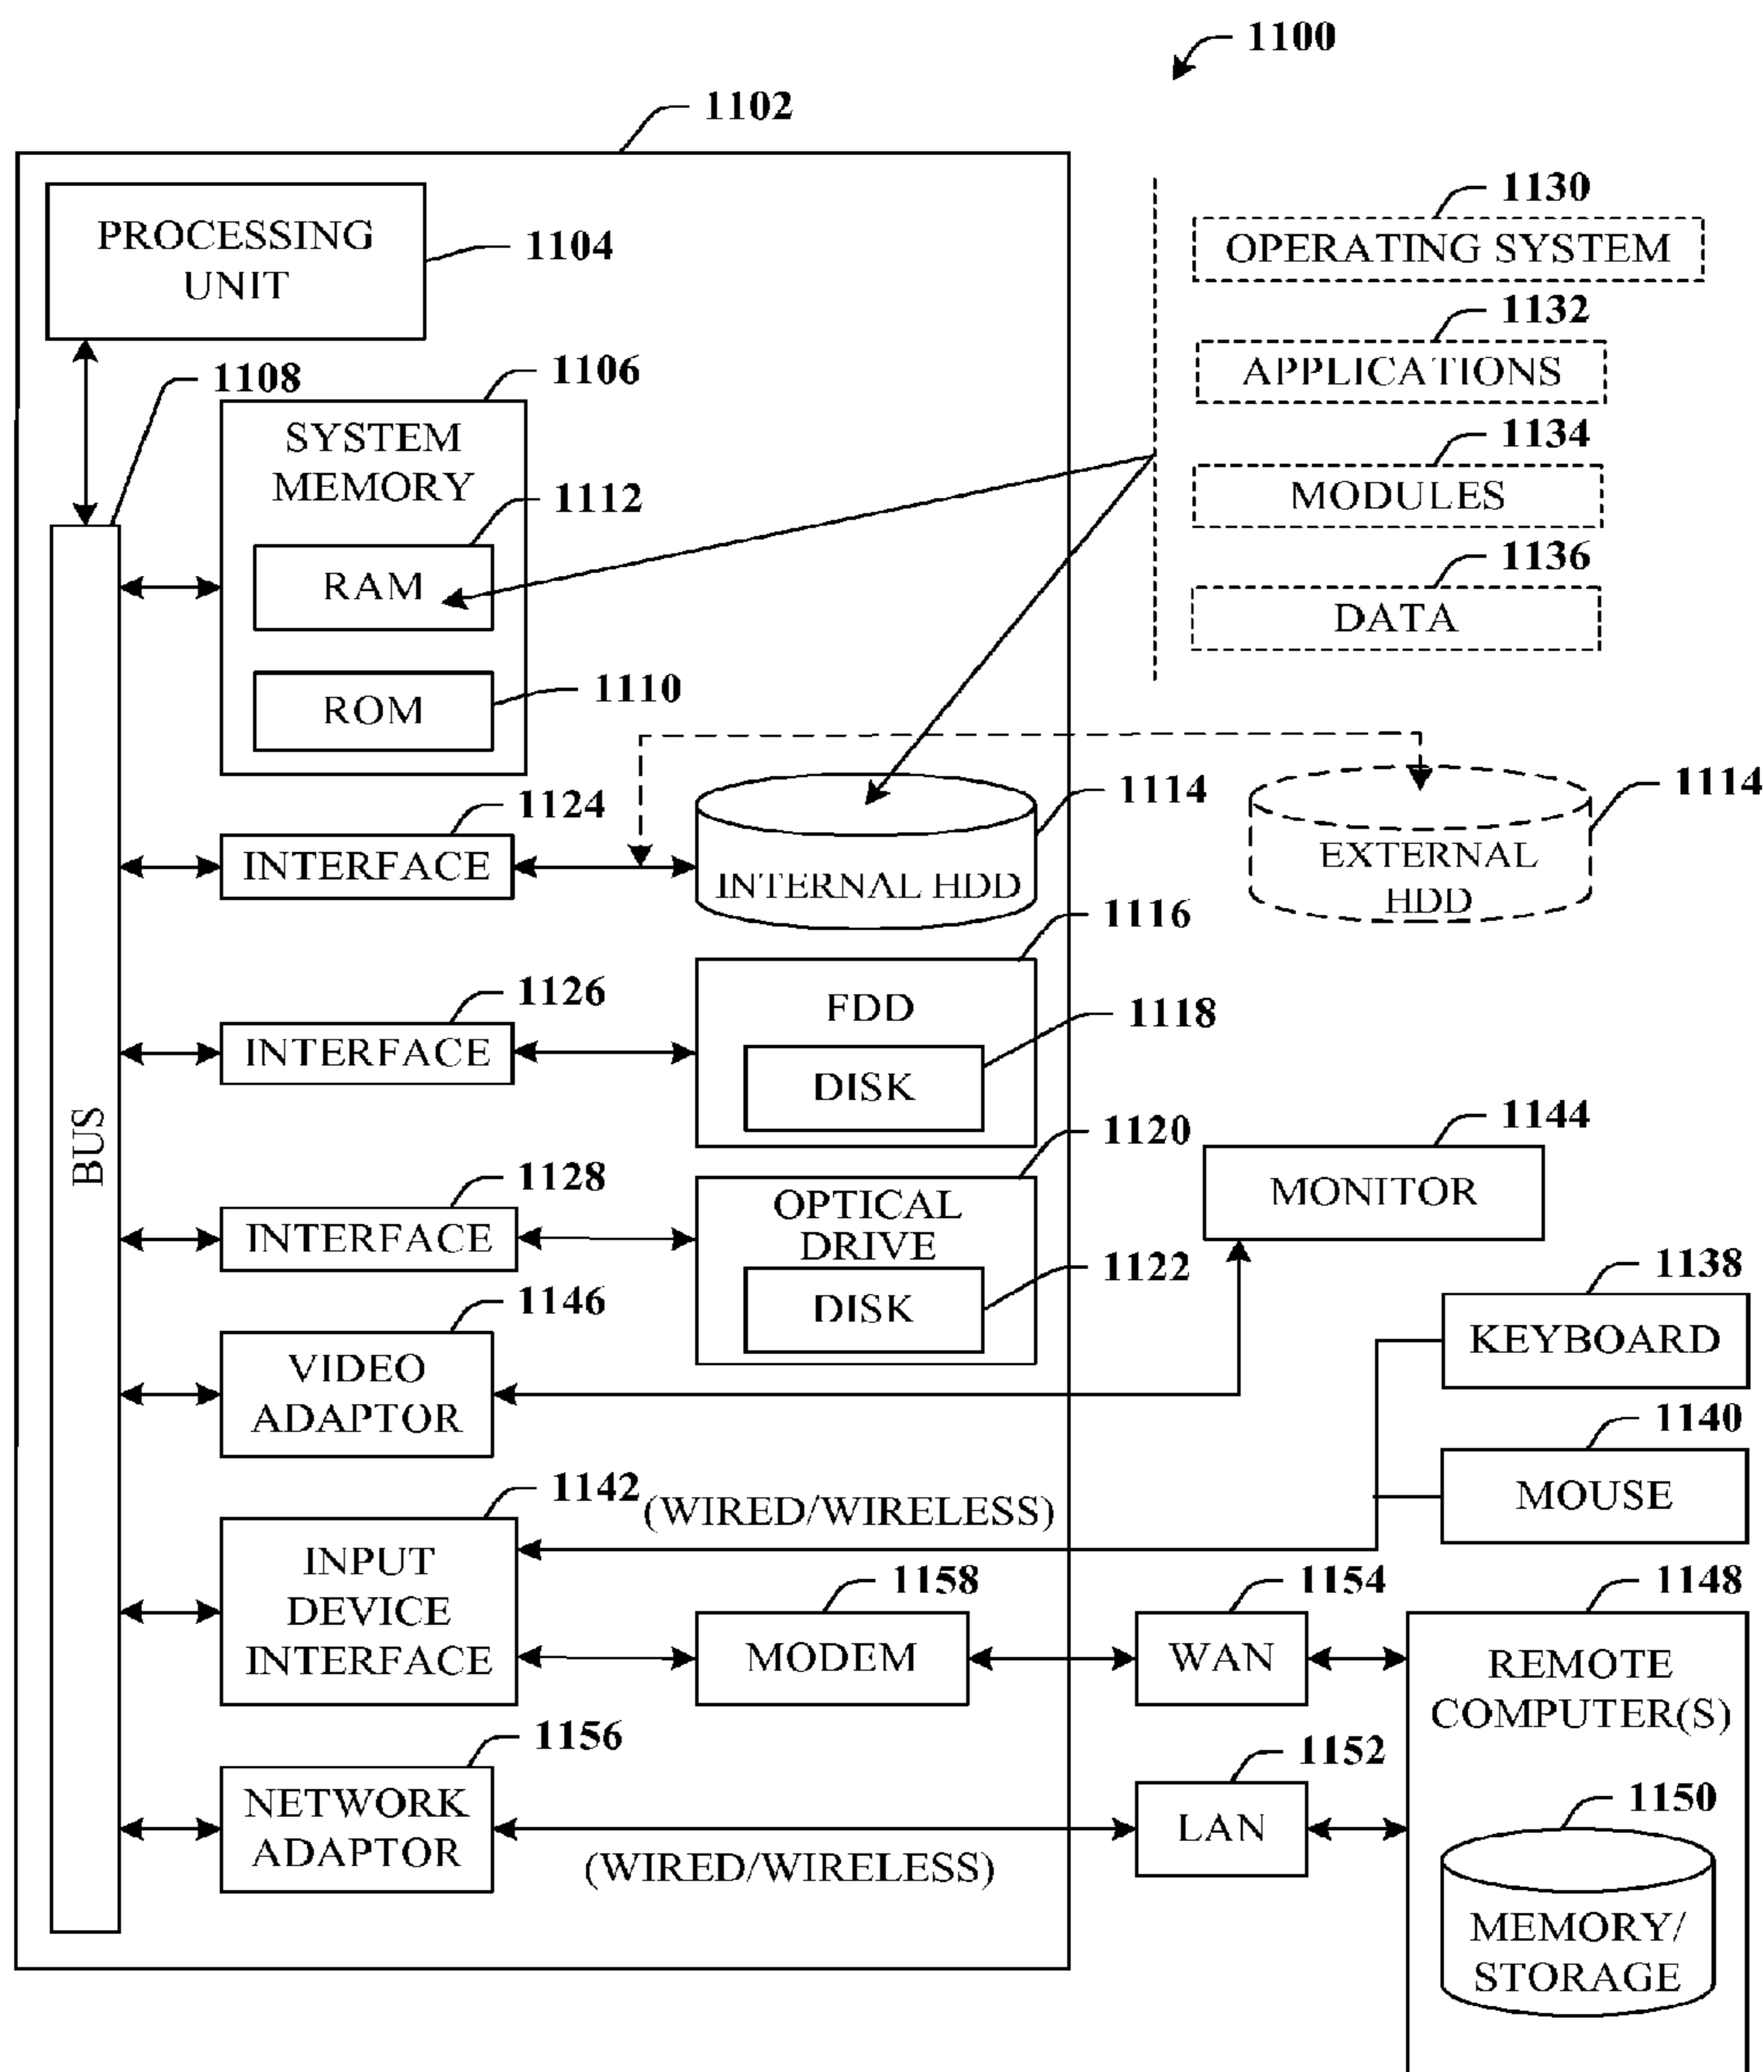 1100
1102
PROCESSING
UNIT
1104
1130
OPERATING SYSTEM
1132
APPLICATIONS
1134
MODULES
1136
DATA
1108
1106
SYSTEM
MEMORY
1112
RAM
1110
ROM
1124
INTERFACE
1114
INTERNAL HDD
1114
EXTERNAL
HDD
1126
INTERFACE
1116
FDD
1118
DISK
BUS
1128
INTERFACE
1120
OPTICAL
DRIVE
1122
DISK
1144
MONITOR
1146
VIDEO
ADAPTOR
1138
KEYBOARD
1140
MOUSE
1142
(WIRED/WIRELESS)
INPUT
DEVICE
INTERFACE
1158
MODEM
1154
WAN
1148
REMOTE
COMPUTER(S)
1156
NETWORK
ADAPTOR
(WIRED/WIRELESS)
1152
LAN
1150
MEMORY/
STORAGE